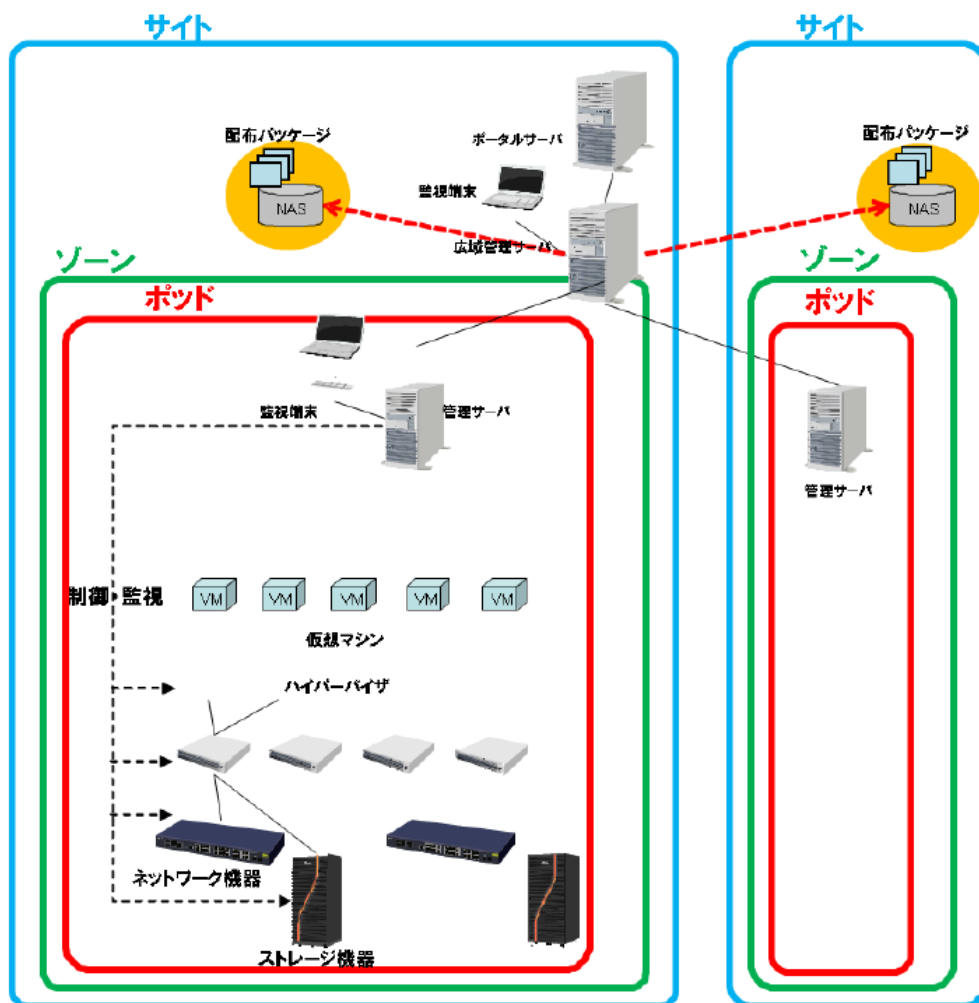 サイト
サイト
配布パッケージ
NAS
ポータルサーバ
監視端末
広域管理サーバ
配布パッケージ
NAS
ゾーン
ゾーン
ポッド
ポッド
監視端末
管理サーバ
管理サーバ
制御・監視
VM
VM
VM
VM
VM
仮想マシン
ハイパーバイザ
ネットワーク機器
ストレージ機器